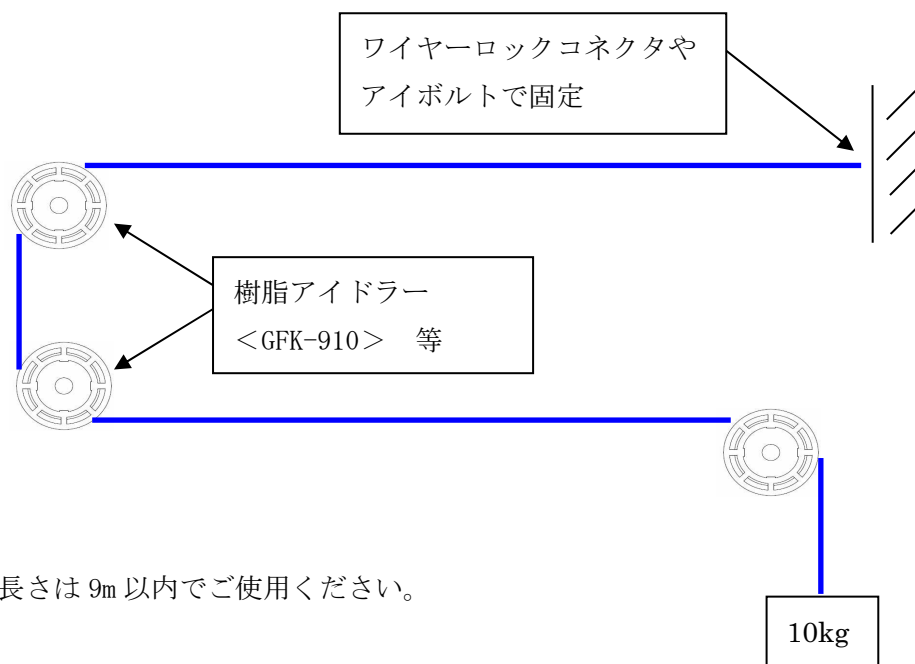 ワイヤーロックコネクタや
アイボルトで固定
樹脂アイドラー
＜GFK-910＞　等
長さは 9m 以内でご使用ください。
10kg